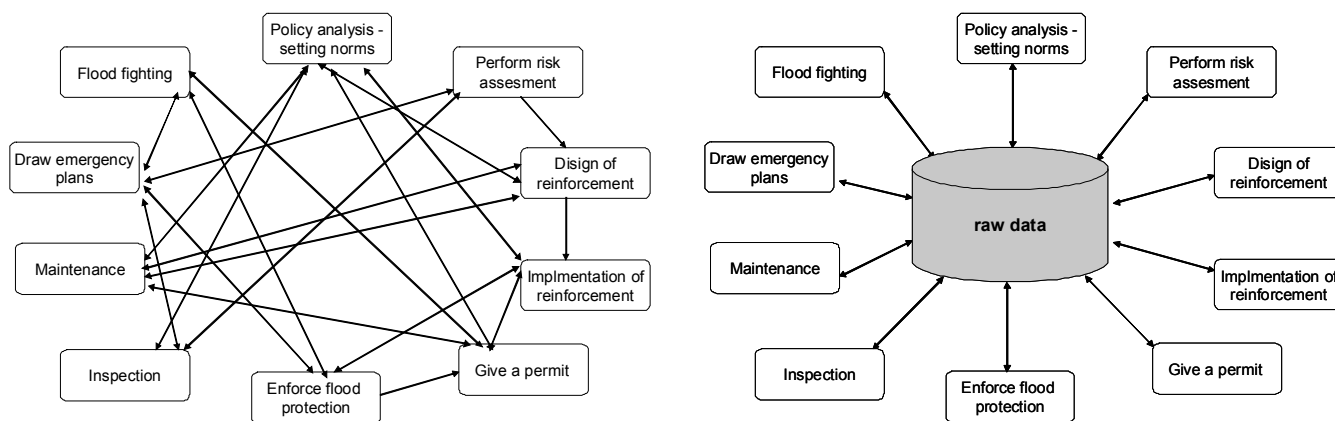 Policy analysis -
setting norms
Flood fighting
Perform risk
assesment
Draw emergency
plans
Disign of
reinforcement
Maintenance
Implmentation of
reinforcement
Inspection
Enforce flood
protection
Give a permit
Policy analysis -
setting norms
Flood fighting
Perform risk
assesment
Draw emergency
plans
Disign of
reinforcement
raw data
Maintenance
Implmentation of
reinforcement
Inspection
Enforce flood
protection
Give a permit